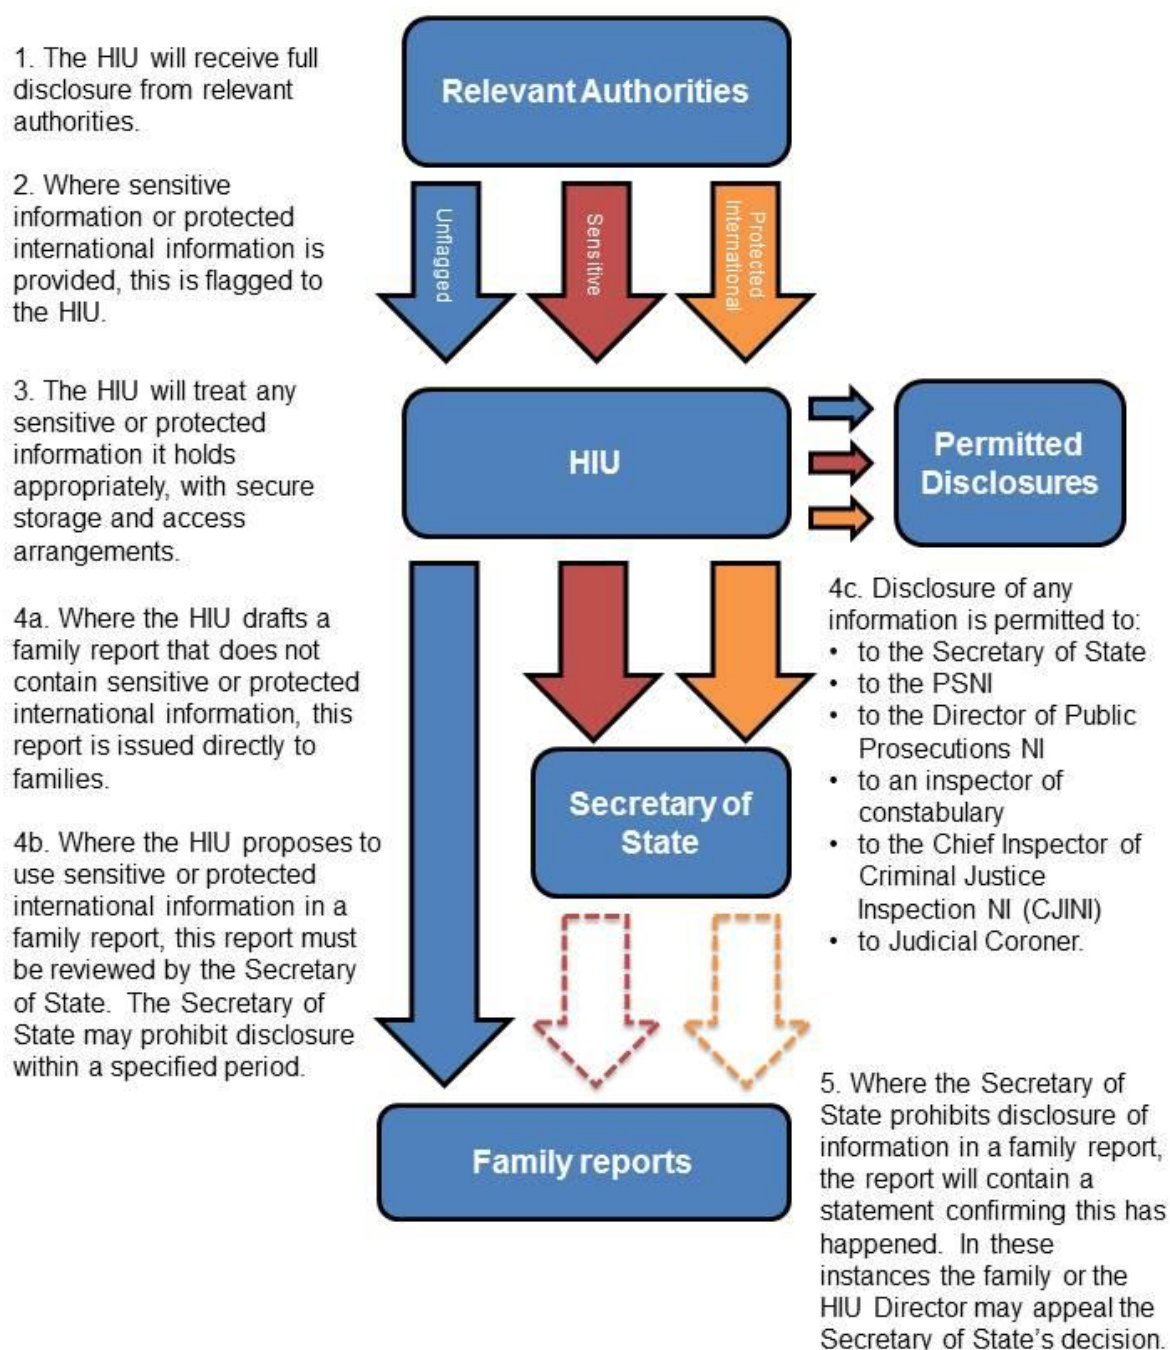 1. The HIU will receive full
disclosure from relevant
authorities.
Relevant Authorities
2. Where sensitive
information or protected
international information is
provided, this is flagged to
the HIU.
Unflagged
Sensitive
Protected
International
3. The HIU will treat any
sensitive or protected
information it holds
appropriately, with secure
storage and access
arrangements.
HIU
Permitted
Disclosures
4a. Where the HIU drafts a
family report that does not
contain sensitive or protected
international information, this
report is issued directly to
families.
4b. Where the HIU proposes to
use sensitive or protected
international information in a
family report, this report must
be reviewed by the Secretary
of State. The Secretary of
State may prohibit disclosure
within a specified period.
Secretary of
State
4c. Disclosure of any
information is permitted to:
• to the Secretary of State
• to the PSNI
• to the Director of Public
Prosecutions NI
• to an inspector of
constabulary
• to the Chief Inspector of
Criminal Justice
Inspection NI (CJINI)
• to Judicial Coroner.
Family reports
5. Where the Secretary of
State prohibits disclosure of
information in a family report,
the report will contain a
statement confirming this has
happened. In these
instances the family or the
HIU Director may appeal the
Secretary of State's decision.